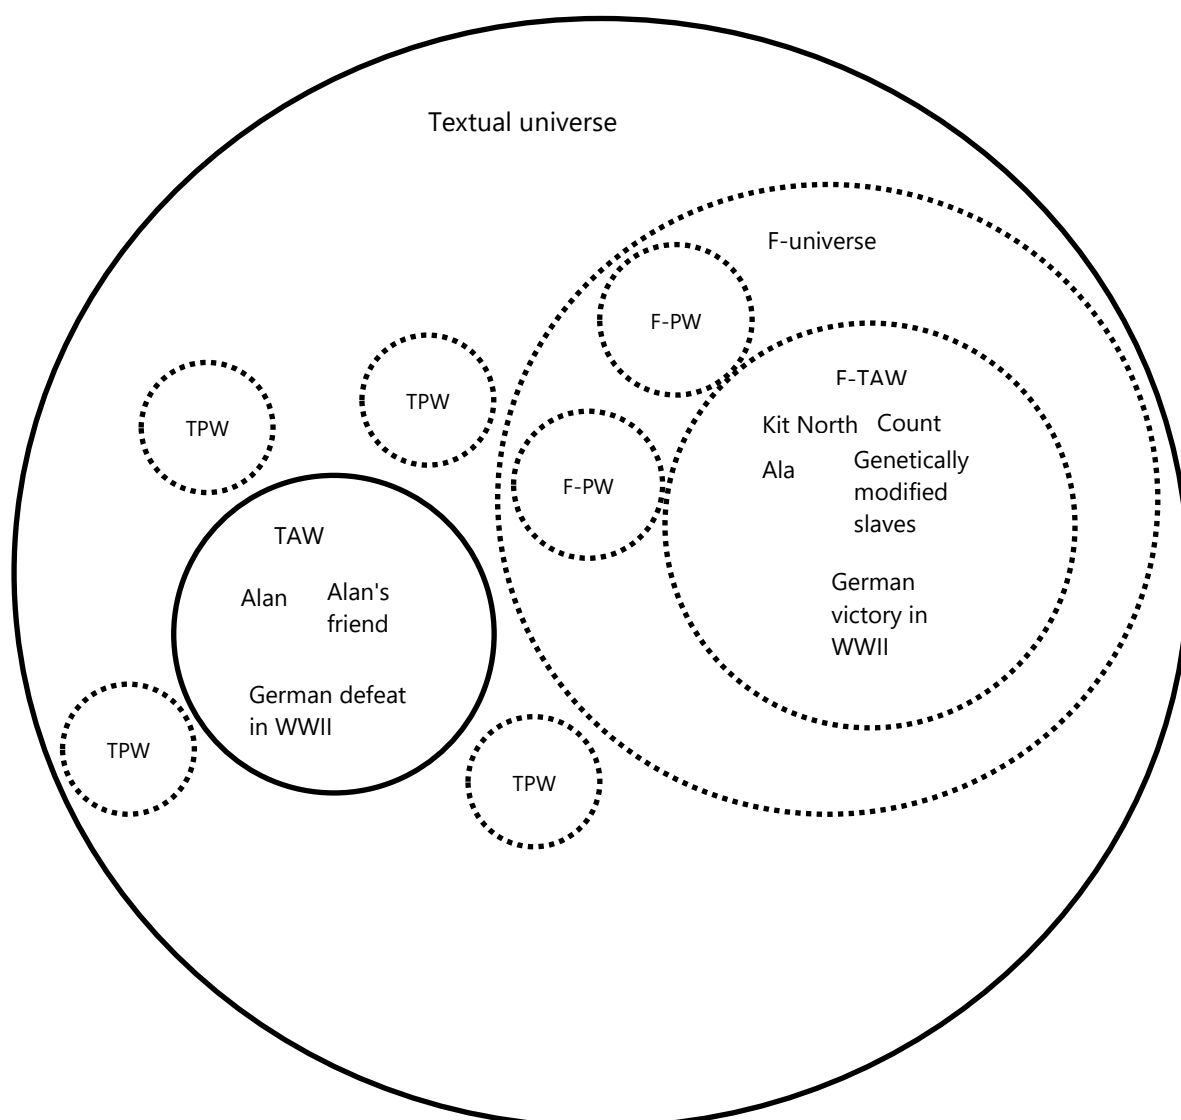 Textual universe
F-universe
F-PW
F-TAW
TPW
TPW
Kit North
Count
Ala
Genetically
modified
slaves
F-PW
TAW
Alan
Alan's
friend
German
victory in
WWII
German defeat
in WWII
TPW
TPW